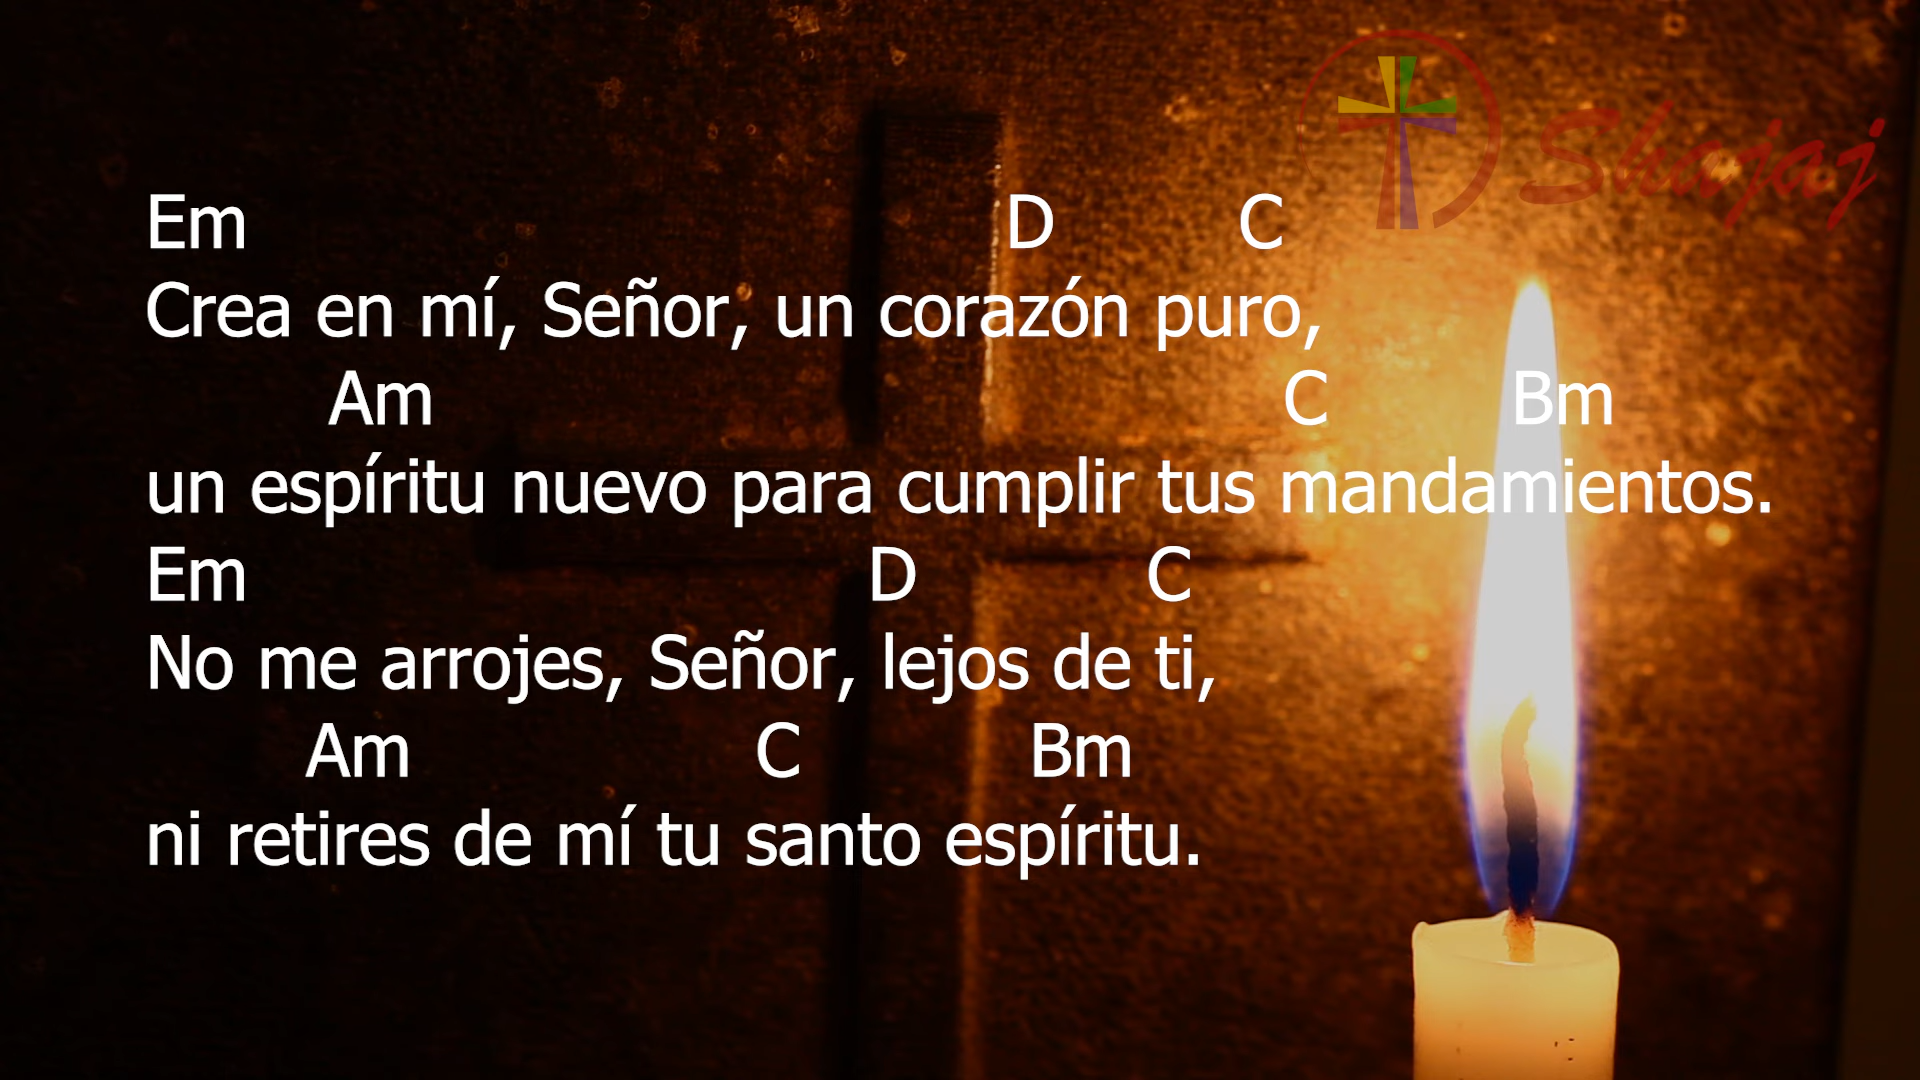 Shajaj
Em D C
Crea en mí, Señor, un corazón puro,
Am C Bm
un espíritu nuevo para cumplir tus mandamientos.
Em D C
No me arrojes, Señor, lejos de ti,
Am C Bm
ni retires de mí tu santo espíritu.